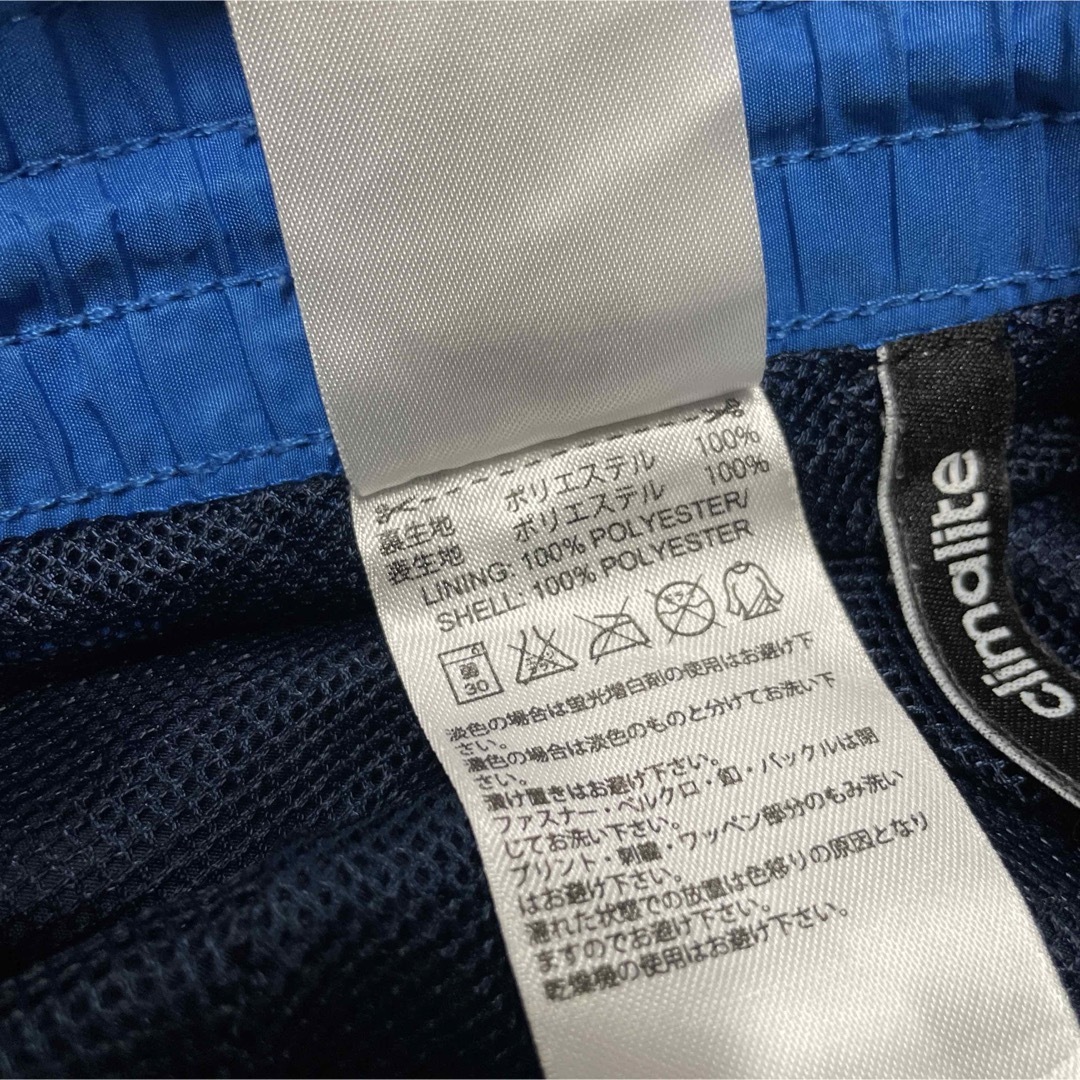 表生地 ポリエステル 100%
表生地 ポリエステル 100%
LINING: 100% POLYESTER/
SHELL: 100% POLYESTER
弱
30
淡色の場合は蛍光増白剤の使用はお避け下
さい。
濃色の場合は淡色のものと分けてお洗い下
さい。
漬け置きはお避け下さい。
ファスナー・ベルクロ・釦・バックルは閉
してお洗い下さい。
プリント・刺繍・ワッペン部分のもみ洗い
はお避け下さい。
濡れた状態での放置は色移りの原因となり
ますのでお避け下さい。
乾燥機の使用はお避け下さい。
climalite